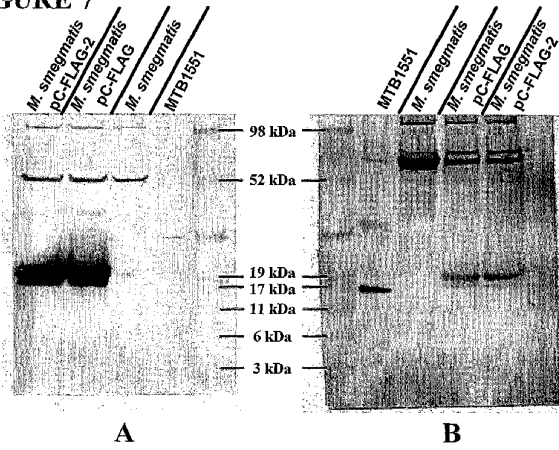 FIGURE 7
M. smegmatis
pC-FLAG-2
M. smegmatis
pC-FLAG
M. smegmatis
MTB1551
MTB1551
M. smegmatis
M. smegmatis
pC-FLAG
M. smegmatis
pC-FLAG-2
98 kDa
52 kDa
19 kDa
17 kDa
11 kDa
6 kDa
3 kDa
A
B